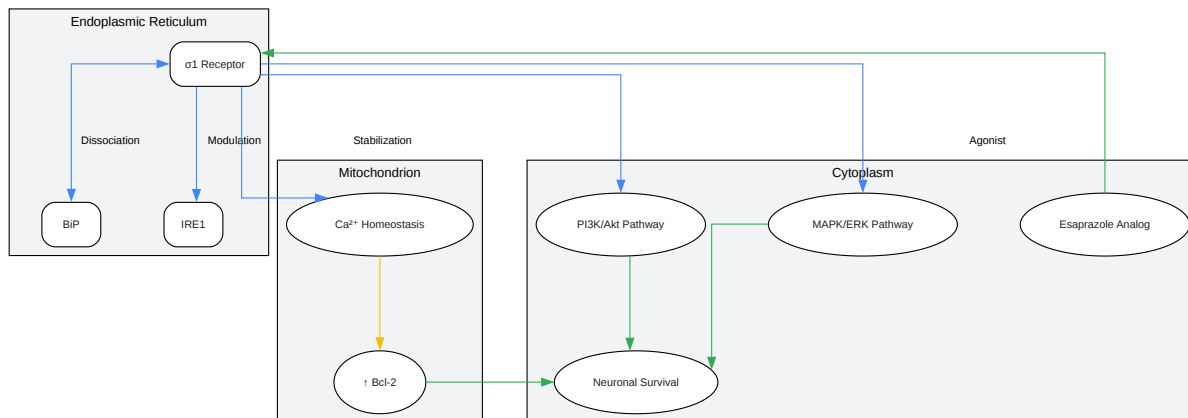 Endoplasmic Reticulum
σ1 Receptor
Dissociation
Modulation
Stabilization
Agonist
Mitochondrion
Cytoplasm
BiP
IRE1
Ca²⁺ Homeostasis
PI3K/Akt Pathway
MAPK/ERK Pathway
Esaprazole Analog
↑ Bcl-2
Neuronal Survival